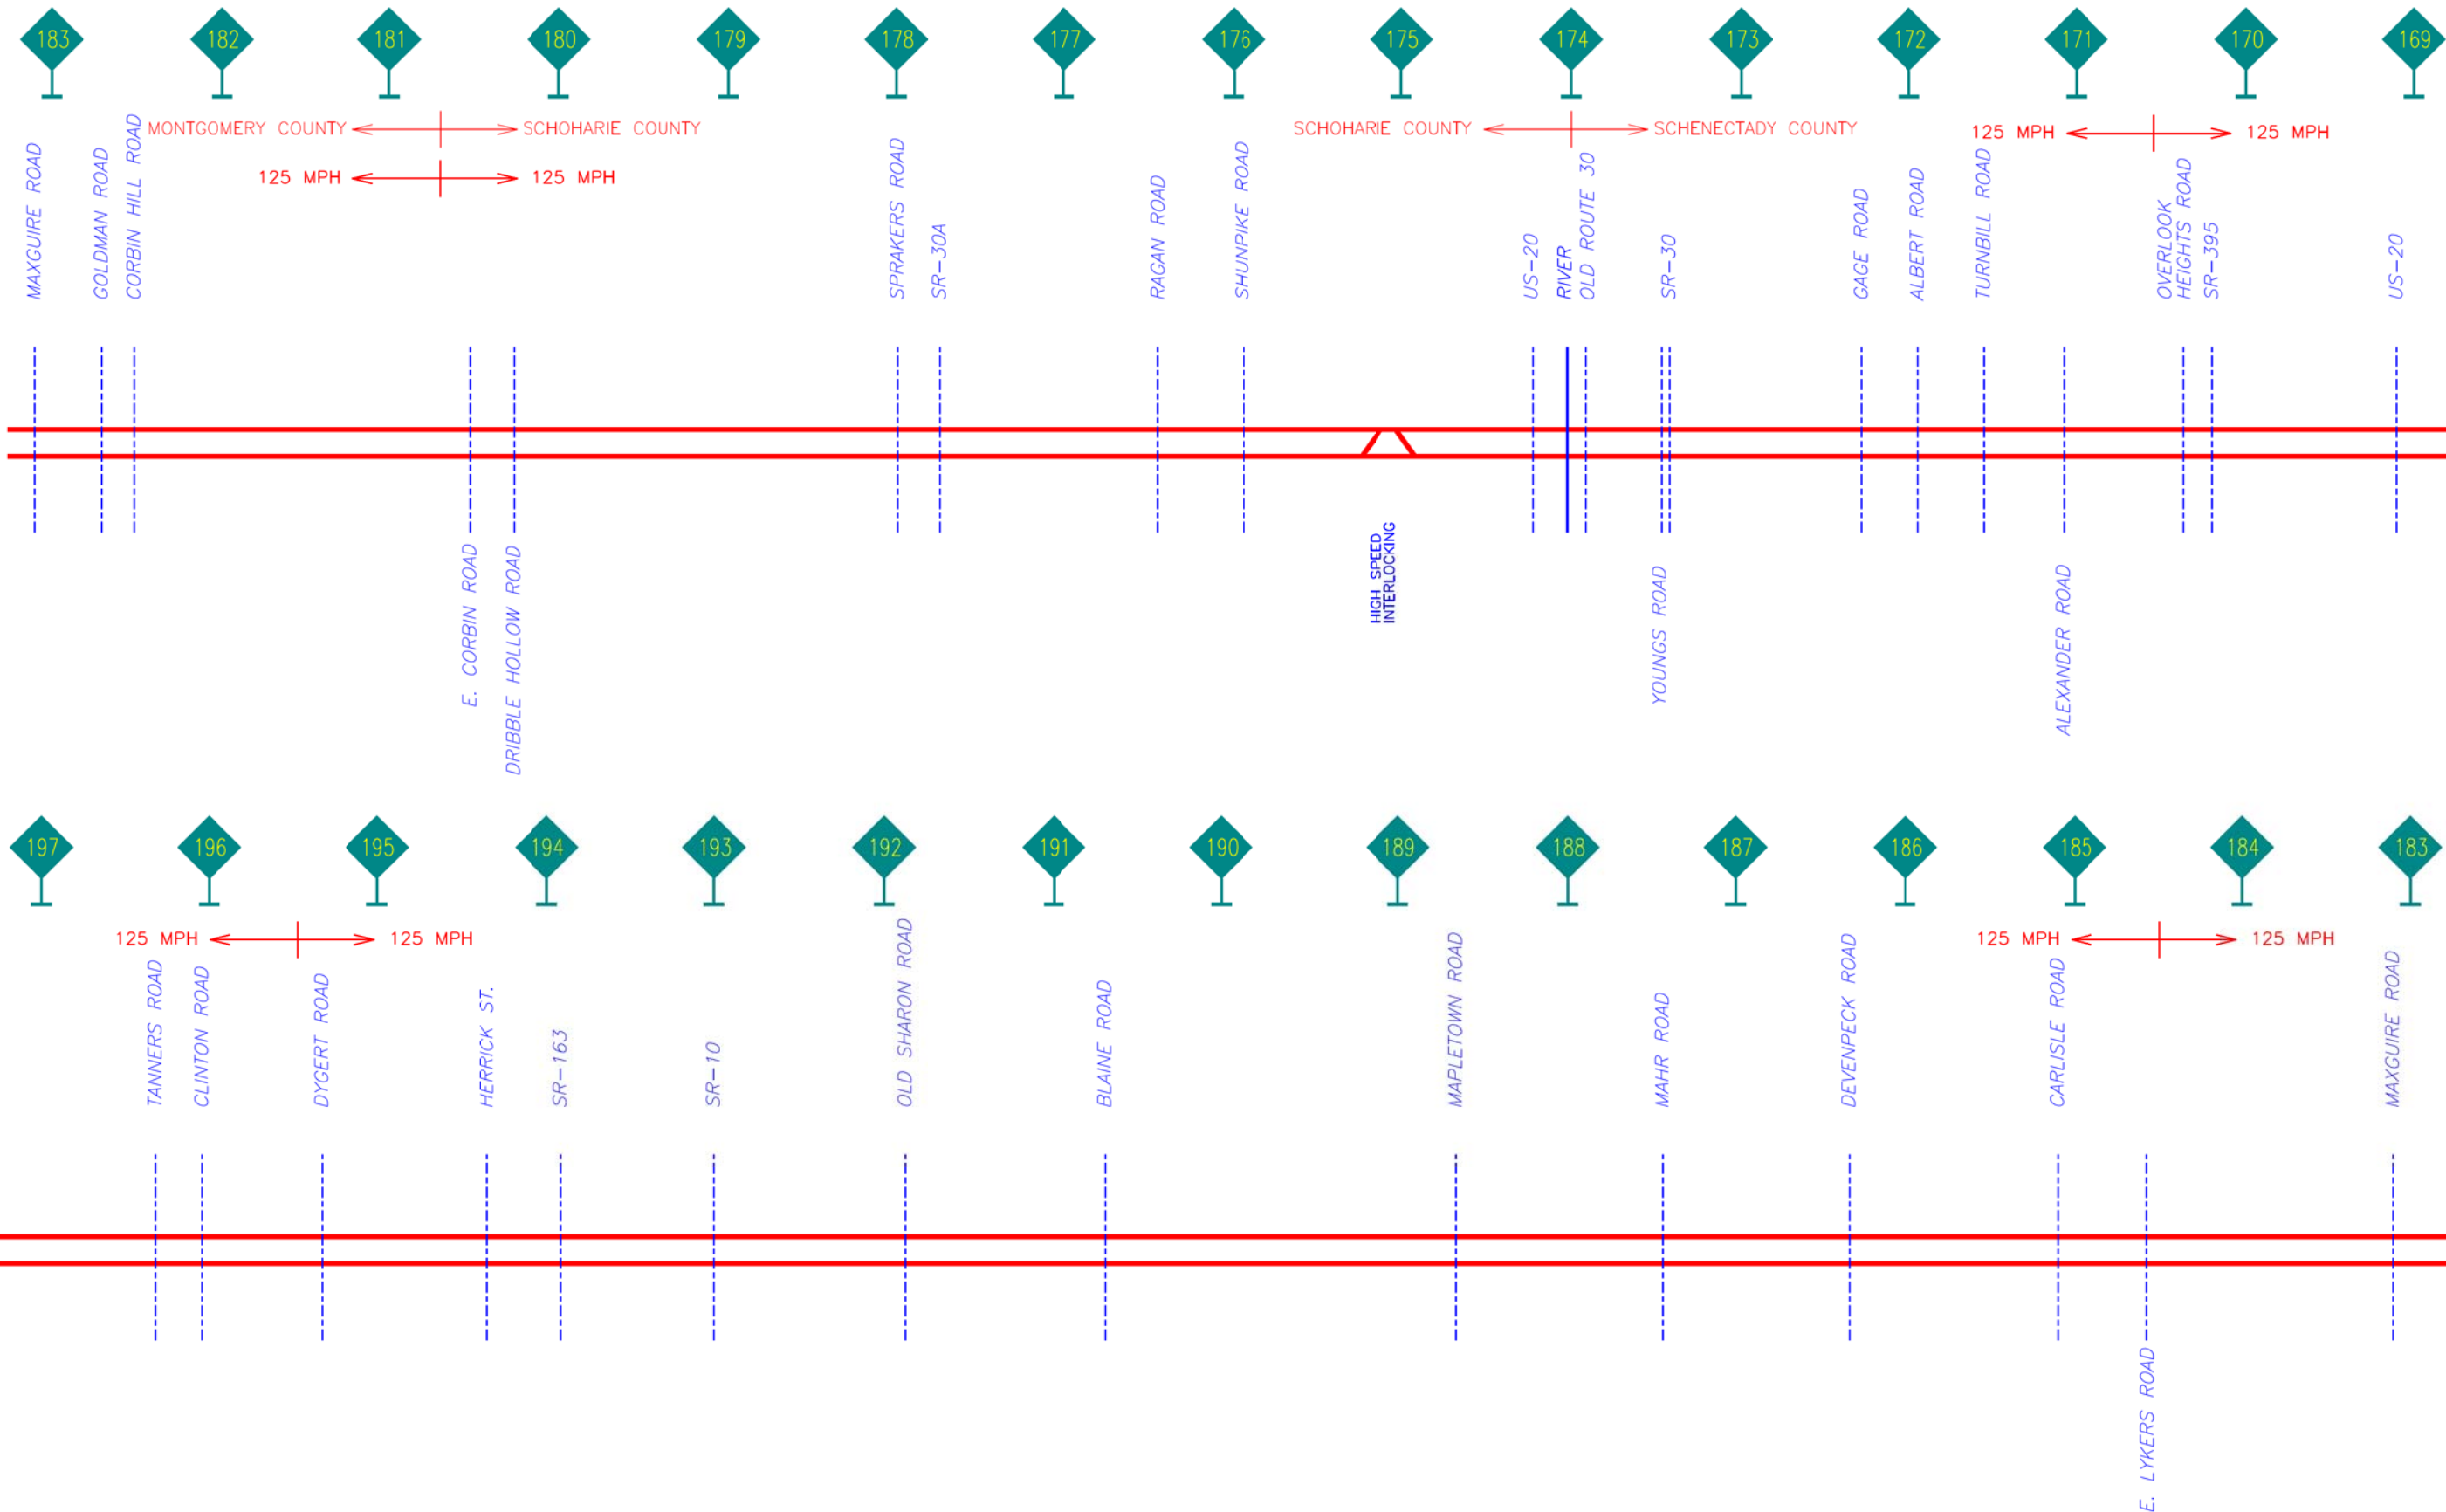 183 182 181 180 179 178 177 176 175 174 173 172 171 170 169
MONTGOMERY COUNTY SCHOHARIE COUNTY
SCHOHARIE COUNTY SCHENECTADY COUNTY
125 MPH 125 MPH
125 MPH 125 MPH
MAXGUIRE ROAD
GOLDMAN ROAD
CORBIN HILL ROAD
SPRAKERS ROAD
SR-30A
RAGAN ROAD
SHUNPIKE ROAD
US-20
RIVER
OLD ROUTE 30
SR-30
GAGE ROAD
ALBERT ROAD
TURNBILL ROAD
OVERLOOK
HEIGHTS ROAD
SR-395
US-20
E. CORBIN ROAD
DRIBBLE HOLLOW ROAD
HIGH SPEED
INTERLOCKING
YOUNGS ROAD
ALEXANDER ROAD
197 196 195 194 193 192 191 190 189 188 187 186 185 184 183
125 MPH 125 MPH
125 MPH 125 MPH
TANNERS ROAD
CLINTON ROAD
DYGERT ROAD
HERRICK ST.
SR-163
SR-10
OLD SHARON ROAD
BLAINE ROAD
MAPLETOWN ROAD
MAHR ROAD
DEVENPECK ROAD
CARLISLE ROAD
MAXGUIRE ROAD
E. LYKERS ROAD